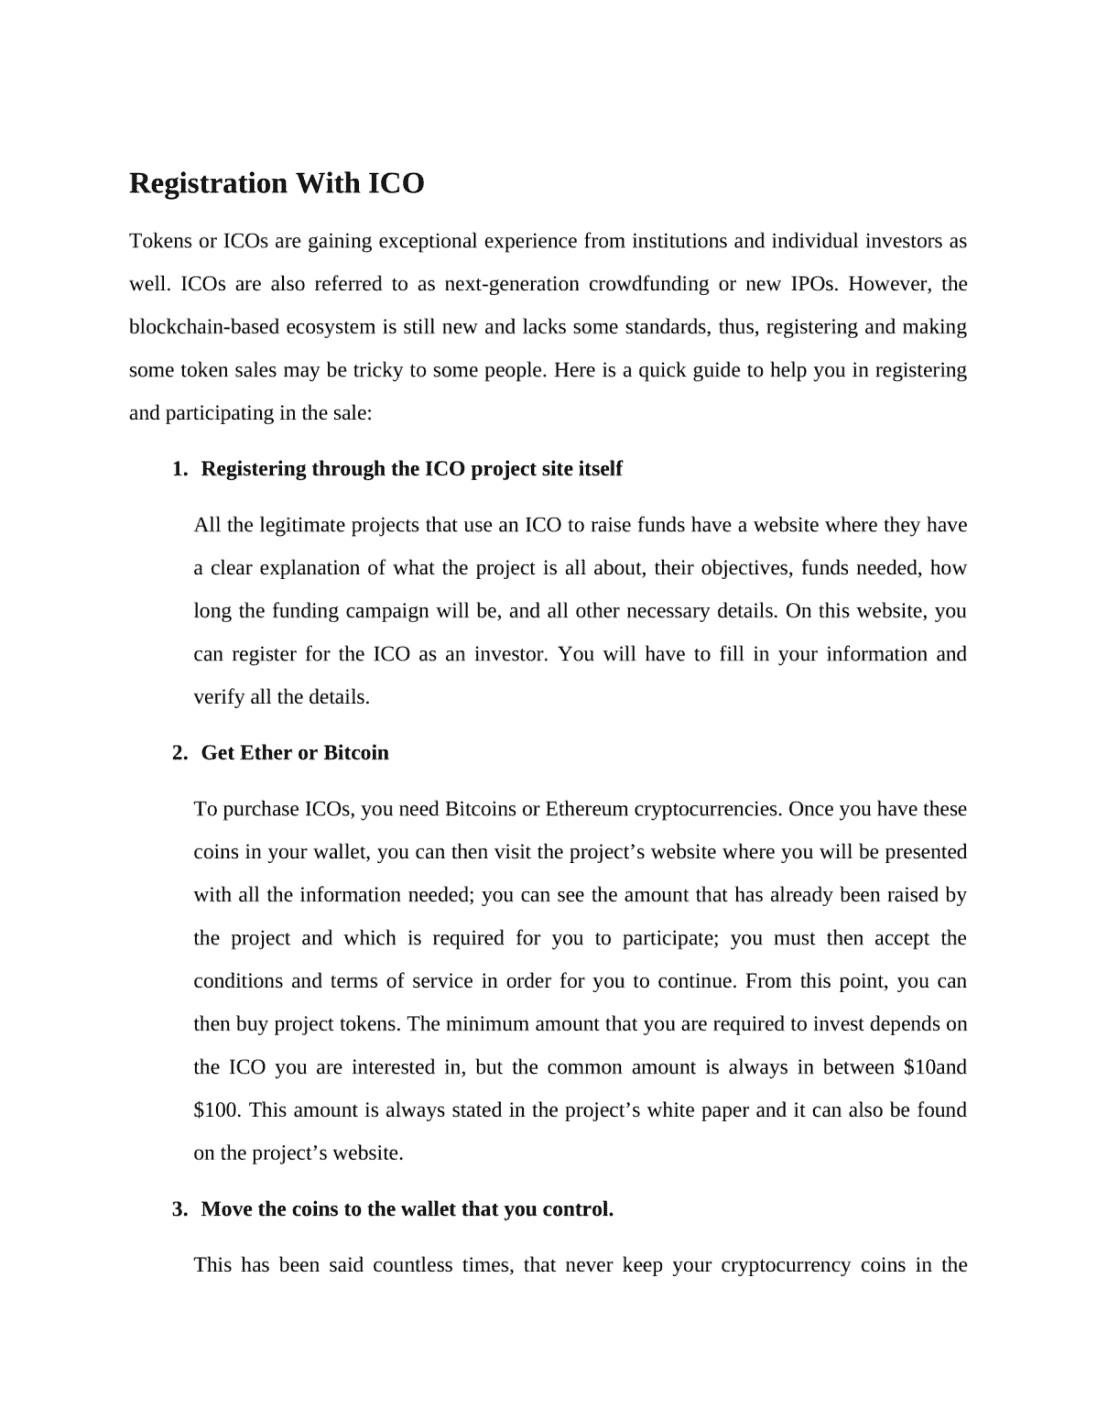 Registration With ICO
Tokens or ICOs are gaining exceptional experience from institutions and individual investors as
well. ICOs are also referred to as next-generation crowdfunding or new IPOs. However, the
blockchain-based ecosystem is still new and lacks some standards, thus, registering and making
some token sales may be tricky to some people. Here is a quick guide to help you in registering
and participating in the sale:
1. Registering through the ICO project site itself
All the legitimate projects that use an ICO to raise funds have a website where they have
a clear explanation of what the project is all about, their objectives, funds needed, how
long the funding campaign will be, and all other necessary details. On this website, you
can register for the ICO as an investor. You will have to fill in your information and
verify all the details.
2. Get Ether or Bitcoin
To purchase ICOs, you need Bitcoins or Ethereum cryptocurrencies. Once you have these
coins in your wallet, you can then visit the project’s website where you will be presented
with all the information needed; you can see the amount that has already been raised by
the project and which is required for you to participate; you must then accept the
conditions and terms of service in order for you to continue. From this point, you can
then buy project tokens. The minimum amount that you are required to invest depends on
the ICO you are interested in, but the common amount is always in between $10and
$100. This amount is always stated in the project’s white paper and it can also be found
on the project’s website.
3. Move the coins to the wallet that you control.
This has been said countless times, that never keep your cryptocurrency coins in the